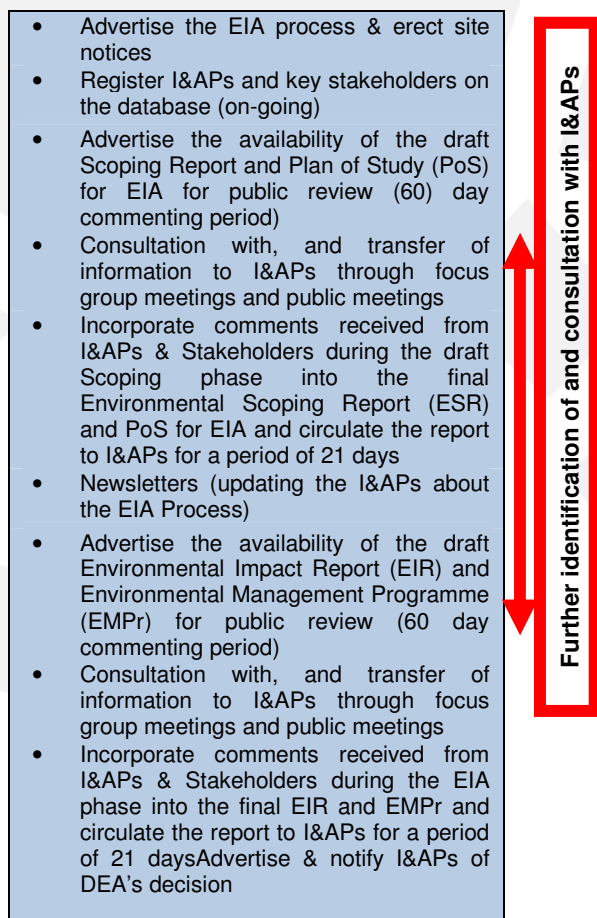 • Advertise the EIA process & erect site
notices
• Register I&APs and key stakeholders on
the database (on-going)
• Advertise the availability of the draft
Scoping Report and Plan of Study (PoS)
for EIA for public review (60) day
commenting period)
• Consultation with, and transfer of
information to I&APs through focus
group meetings and public meetings
• Incorporate comments received from
I&APs & Stakeholders during the draft
Scoping phase into the final
Environmental Scoping Report (ESR)
and PoS for EIA and circulate the report
to I&APs for a period of 21 days
• Newsletters (updating the I&APs about
the EIA Process)
• Advertise the availability of the draft
Environmental Impact Report (EIR) and
Environmental Management Programme
(EMPr) for public review (60 day
commenting period)
• Consultation with, and transfer of
information to I&APs through focus
group meetings and public meetings
• Incorporate comments received from
I&APs & Stakeholders during the EIA
phase into the final EIR and EMPr and
circulate the report to I&APs for a period
of 21 daysAdvertise & notify I&APs of
DEA's decision
Further identification of and consultation with I&APs